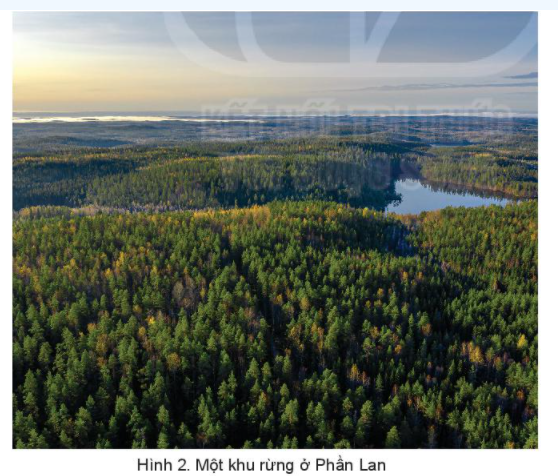 Hình 2. Một khu rừng ở Phần Lan